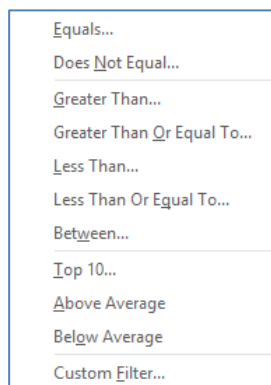 Equals...
Does Not Equal...
Greater Than...
Greater Than Or Equal To...
Less Than...
Less Than Or Equal To...
Between...
Top 10...
Above Average
Below Average
Custom Filter...